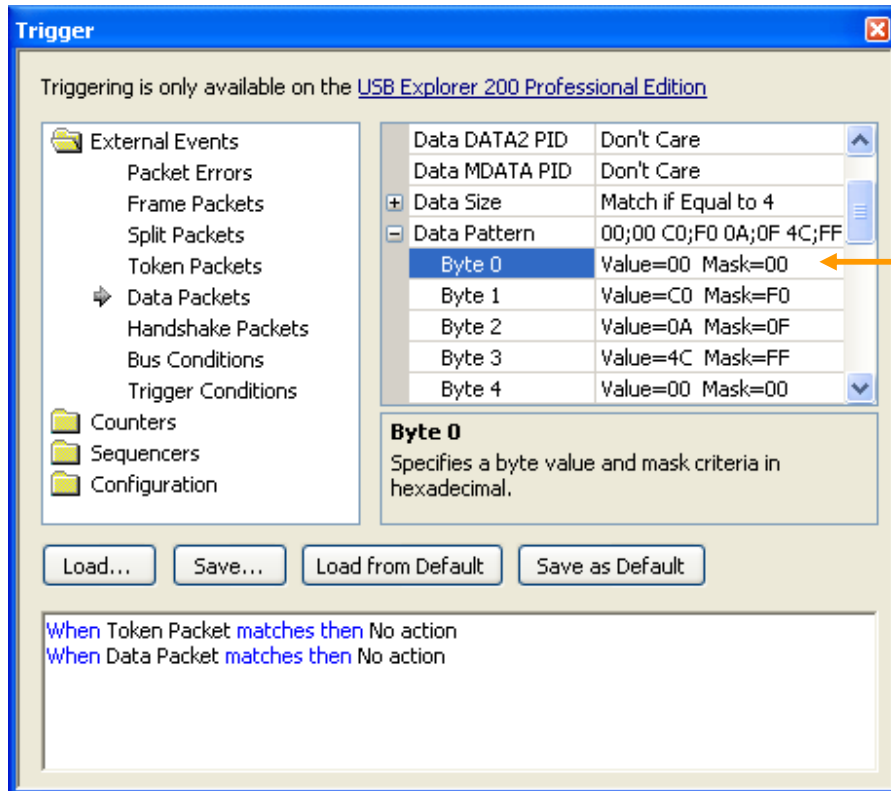 Trigger
Triggering is only available on the USB Explorer 200 Professional Edition
External Events
Packet Errors
Frame Packets
Split Packets
Token Packets
Data Packets
Handshake Packets
Bus Conditions
Trigger Conditions
Counters
Sequencers
Configuration
Data DATA2 PID Don't Care
Data MDATA PID Don't Care
Data Size Match if Equal to 4
Data Pattern 00;00 C0;F0 0A;0F 4C;FF
Byte 0 Value=00 Mask=00
Byte 1 Value=C0 Mask=F0
Byte 2 Value=0A Mask=0F
Byte 3 Value=4C Mask=FF
Byte 4 Value=00 Mask=00
Byte 0
Specifies a byte value and mask criteria in
hexadecimal.
Load... Save... Load from Default Save as Default
When Token Packet matches then No action
When Data Packet matches then No action